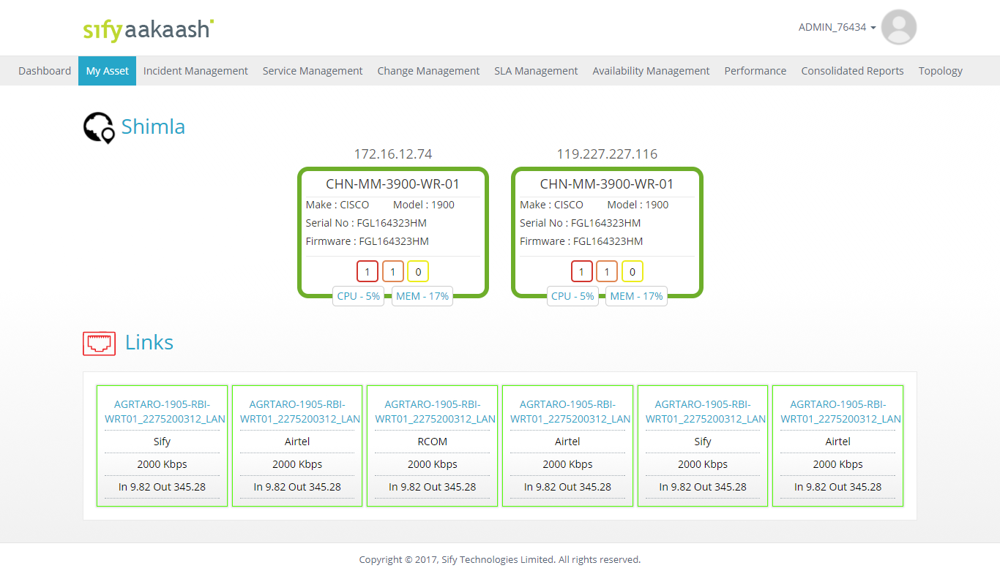 sify aakaash
ADMIN_76434
Dashboard My Asset Incident Management Service Management Change Management SLA Management Availability Management Performance Consolidated Reports Topology
Shimla
172.16.12.74
CHN-MM-3900-WR-01
Make : CISCO Model : 1900
Serial No : FGL164323HM
Firmware : FGL164323HM
1 1 0
CPU - 5% MEM - 17%
119.227.227.116
CHN-MM-3900-WR-01
Make : CISCO Model : 1900
Serial No : FGL164323HM
Firmware : FGL164323HM
1 1 0
CPU - 5% MEM - 17%
Links
AGRTARO-1905-RBI-
WRT01_2275200312_LAN
Sify
2000 Kbps
In 9.82 Out 345.28
AGRTARO-1905-RBI-
WRT01_2275200312_LAN
Airtel
2000 Kbps
In 9.82 Out 345.28
AGRTARO-1905-RBI-
WRT01_2275200312_LAN
RCOM
2000 Kbps
In 9.82 Out 345.28
AGRTARO-1905-RBI-
WRT01_2275200312_LAN
Airtel
2000 Kbps
In 9.82 Out 345.28
AGRTARO-1905-RBI-
WRT01_2275200312_LAN
Sify
2000 Kbps
In 9.82 Out 345.28
AGRTARO-1905-RBI-
WRT01_2275200312_LAN
Airtel
2000 Kbps
In 9.82 Out 345.28
Copyright © 2017, Sify Technologies Limited. All rights reserved.